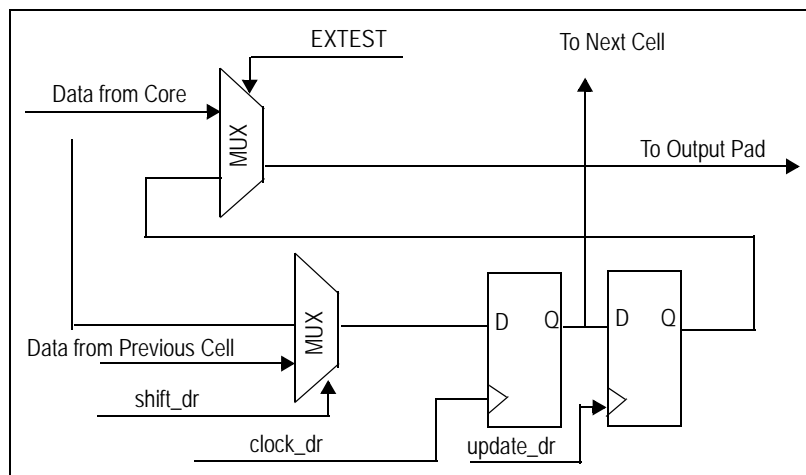 EXTEST
To Next Cell
Data from Core
MUX
To Output Pad
MUX
D Q
D Q
Data from Previous Cell
shift_dr
clock_dr
update_dr